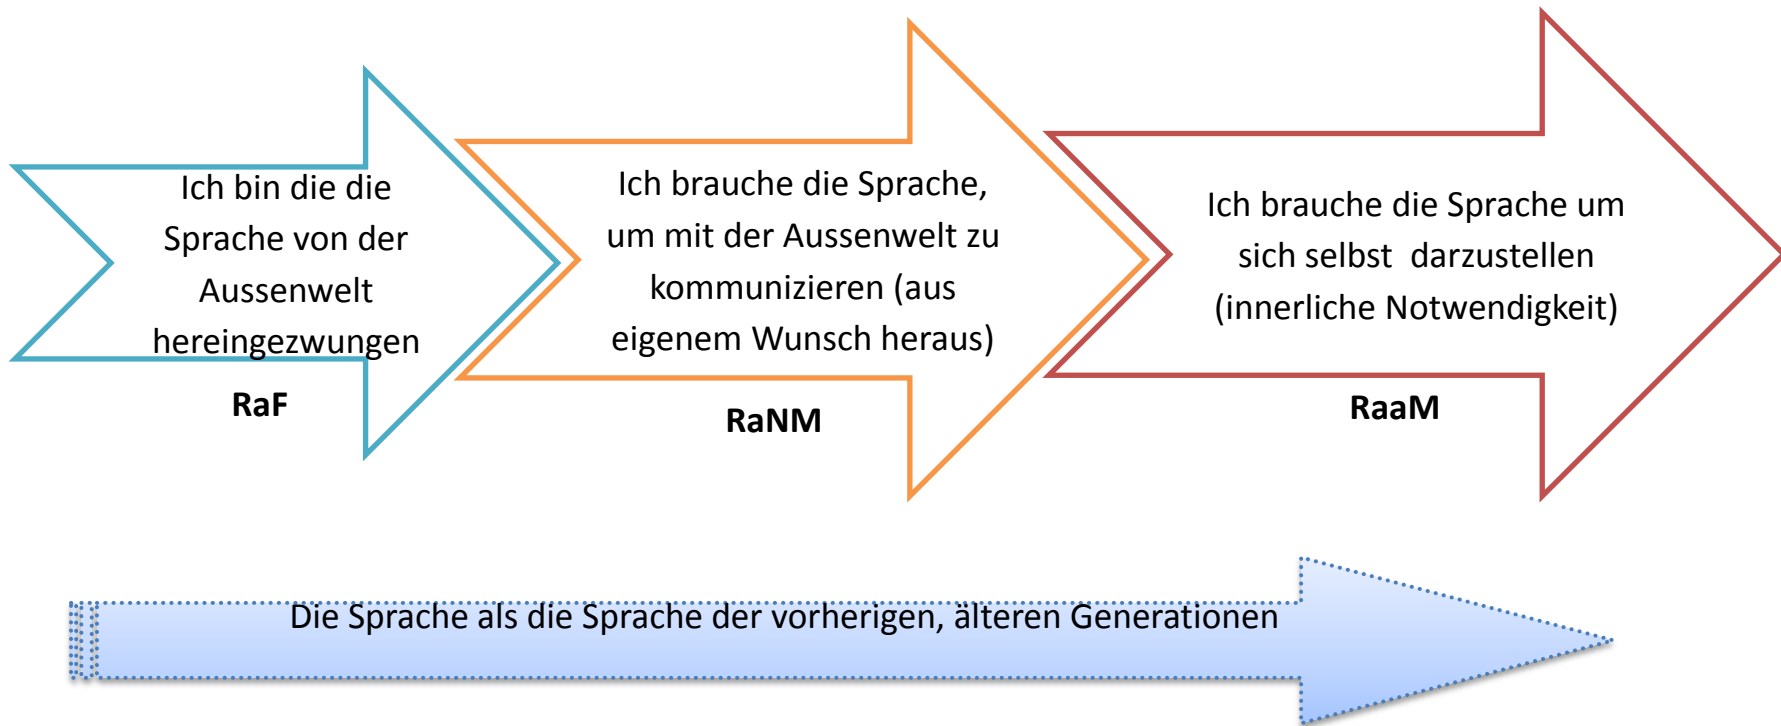 Ich bin die die
Sprache von der
Aussenwelt
hereingezwungen
RaF
Ich brauche die Sprache,
um mit der Aussenwelt zu
kommunizieren (aus
eigenem Wunsch heraus)
RaNM
Ich brauche die Sprache um
sich selbst  darzustellen
(innerliche Notwendigkeit)
RaaM
Die Sprache als die Sprache der vorherigen, älteren Generationen